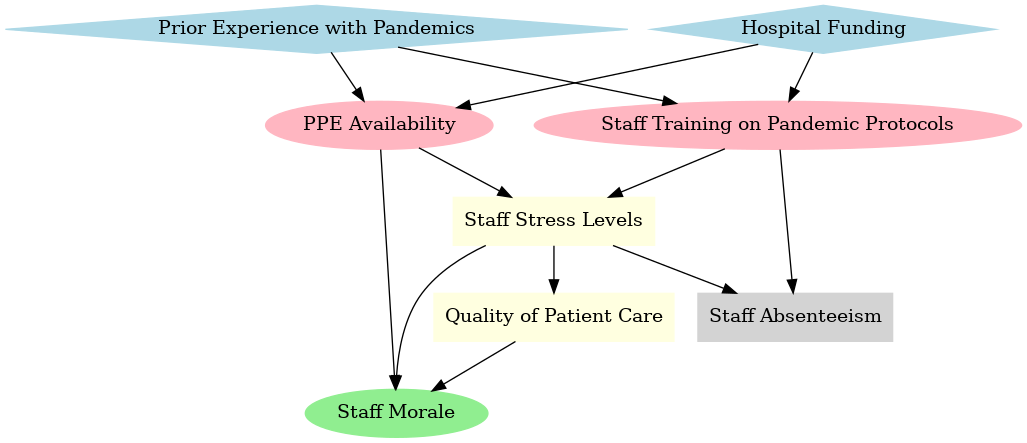 Prior Experience with Pandemics
Hospital Funding
PPE Availability
Staff Training on Pandemic Protocols
Staff Stress Levels
Quality of Patient Care
Staff Absenteeism
Staff Morale